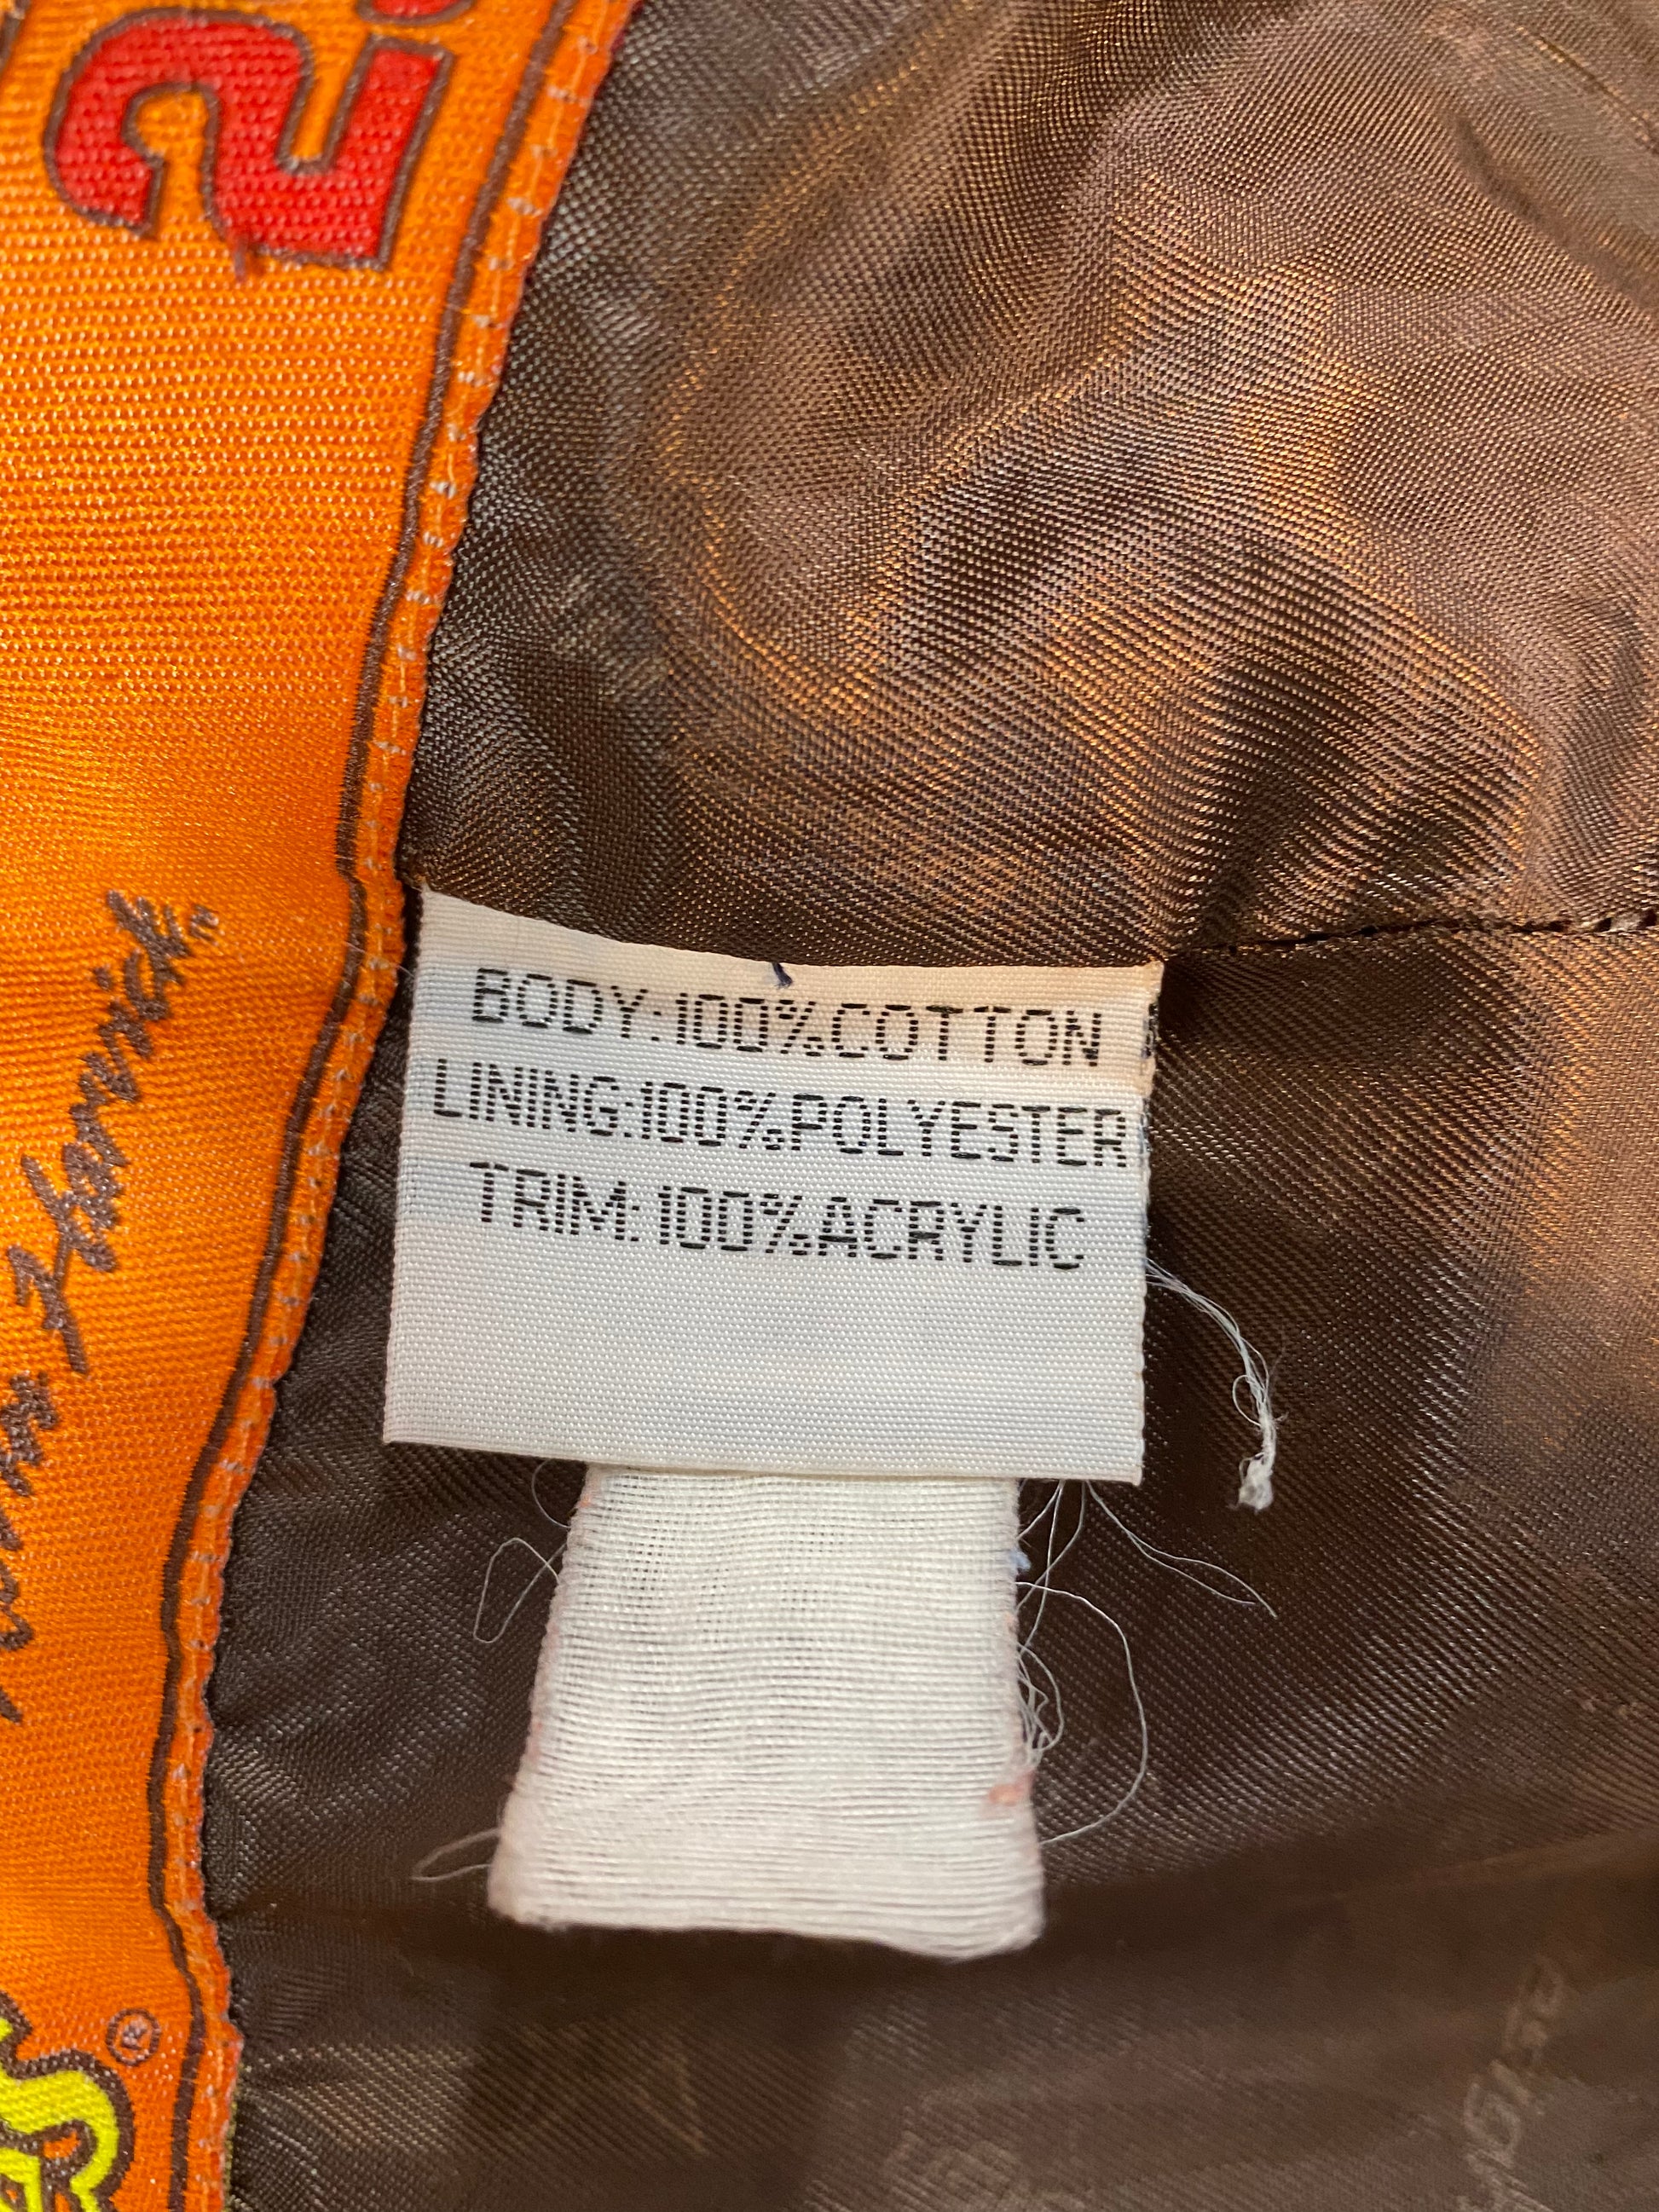 BODY:100%COTTON
LINING:100%POLYESTER
TRIM:100%ACRYLIC
®